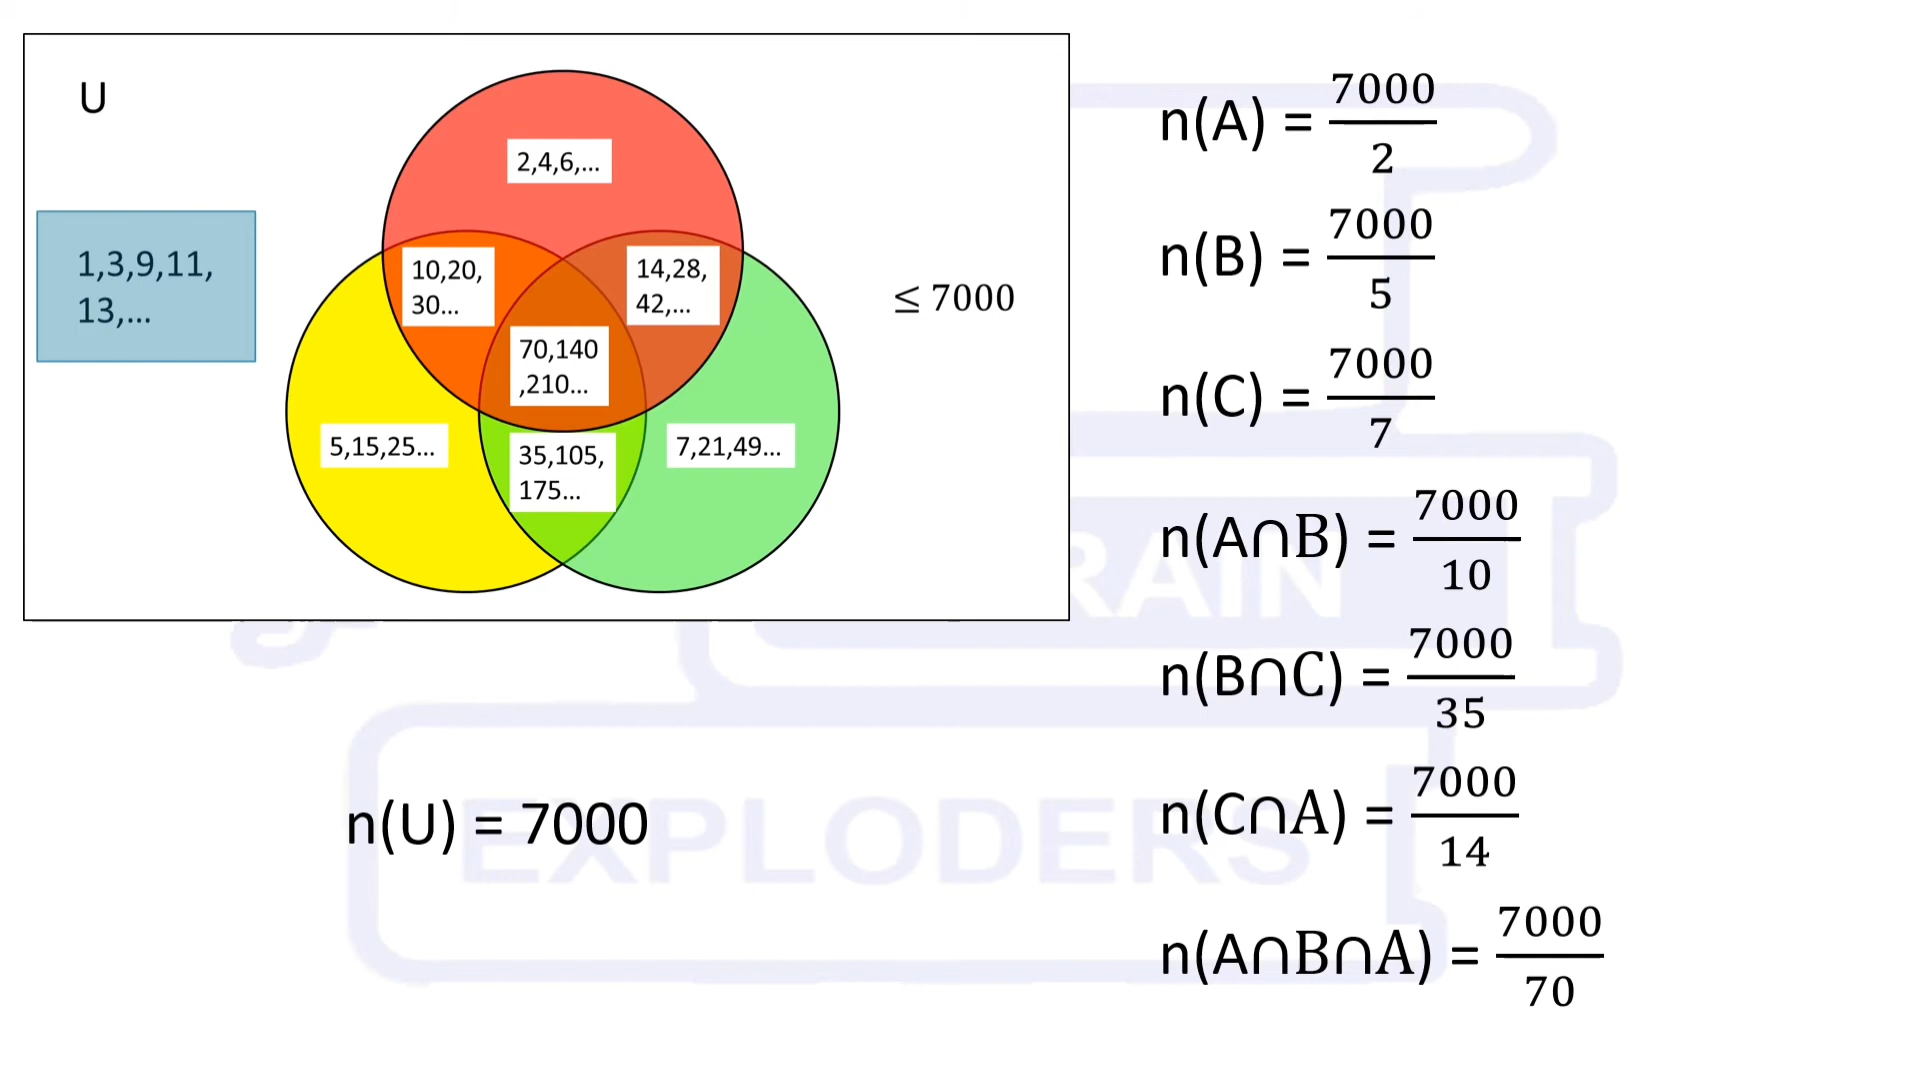 U
2,4,6,...
1,3,9,11,
13,...
10,20,
30...
14,28,
42,...
≤ 7000
70,140
,210...
5,15,25...
35,105,
175...
7,21,49...
n(A) = 7000/2
n(B) = 7000/5
n(C) = 7000/7
n(A∩B) = 7000/10
n(B∩C) = 7000/35
n(C∩A) = 7000/14
n(A∩B∩A) = 7000/70
n(U) = 7000
RAIN
EXPLODERS